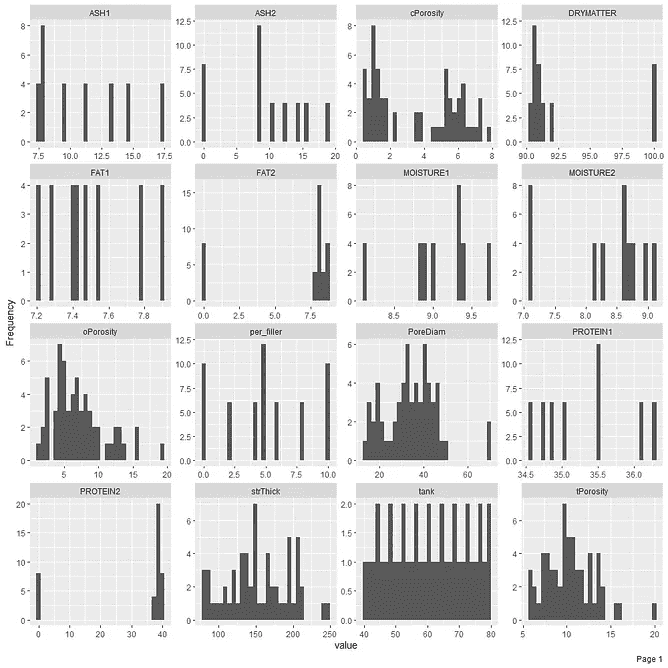 ASH1 ASH2 cPorosity DRYMATTER
8 6 4 2 0
12.5 10.0 7.5 5.0 2.5 0.0
8 6 4 2 0
12.5 10.0 7.5 5.0 2.5 0.0
7.5 10.0 12.5 15.0 17.5
0 5 10 15 20
0 2 4 6 8
90.0 92.5 95.0 97.5 100.0
FAT1 FAT2 MOISTURE1 MOISTURE2
4 3 2 1 0
15 10 5 0
4 3 2 1 0
8 6 4 2 0
7.2 7.4 7.6 7.8
0.0 2.5 5.0 7.5
8.5 9.0 9.5
7.0 7.5 8.0 8.5 9.0
Frequency
oPorosity per_filler PoreDiam PROTEIN1
6 4 2 0
12.5 10.0 7.5 5.0 2.5 0.0
6 4 2 0
12.5 10.0 7.5 5.0 2.5 0.0
5 10 15 20
0.0 2.5 5.0 7.5 10.0
20 40 60
34.5 35.0 35.5 36.0
PROTEIN2 strThick tank tPorosity
20 15 10 5 0
6 4 2 0
2.0 1.5 1.0 0.5 0.0
6 4 2 0
0 10 20 30 40
100 150 200 250
40 50 60 70 80
5 10 15 20
value
Page 1